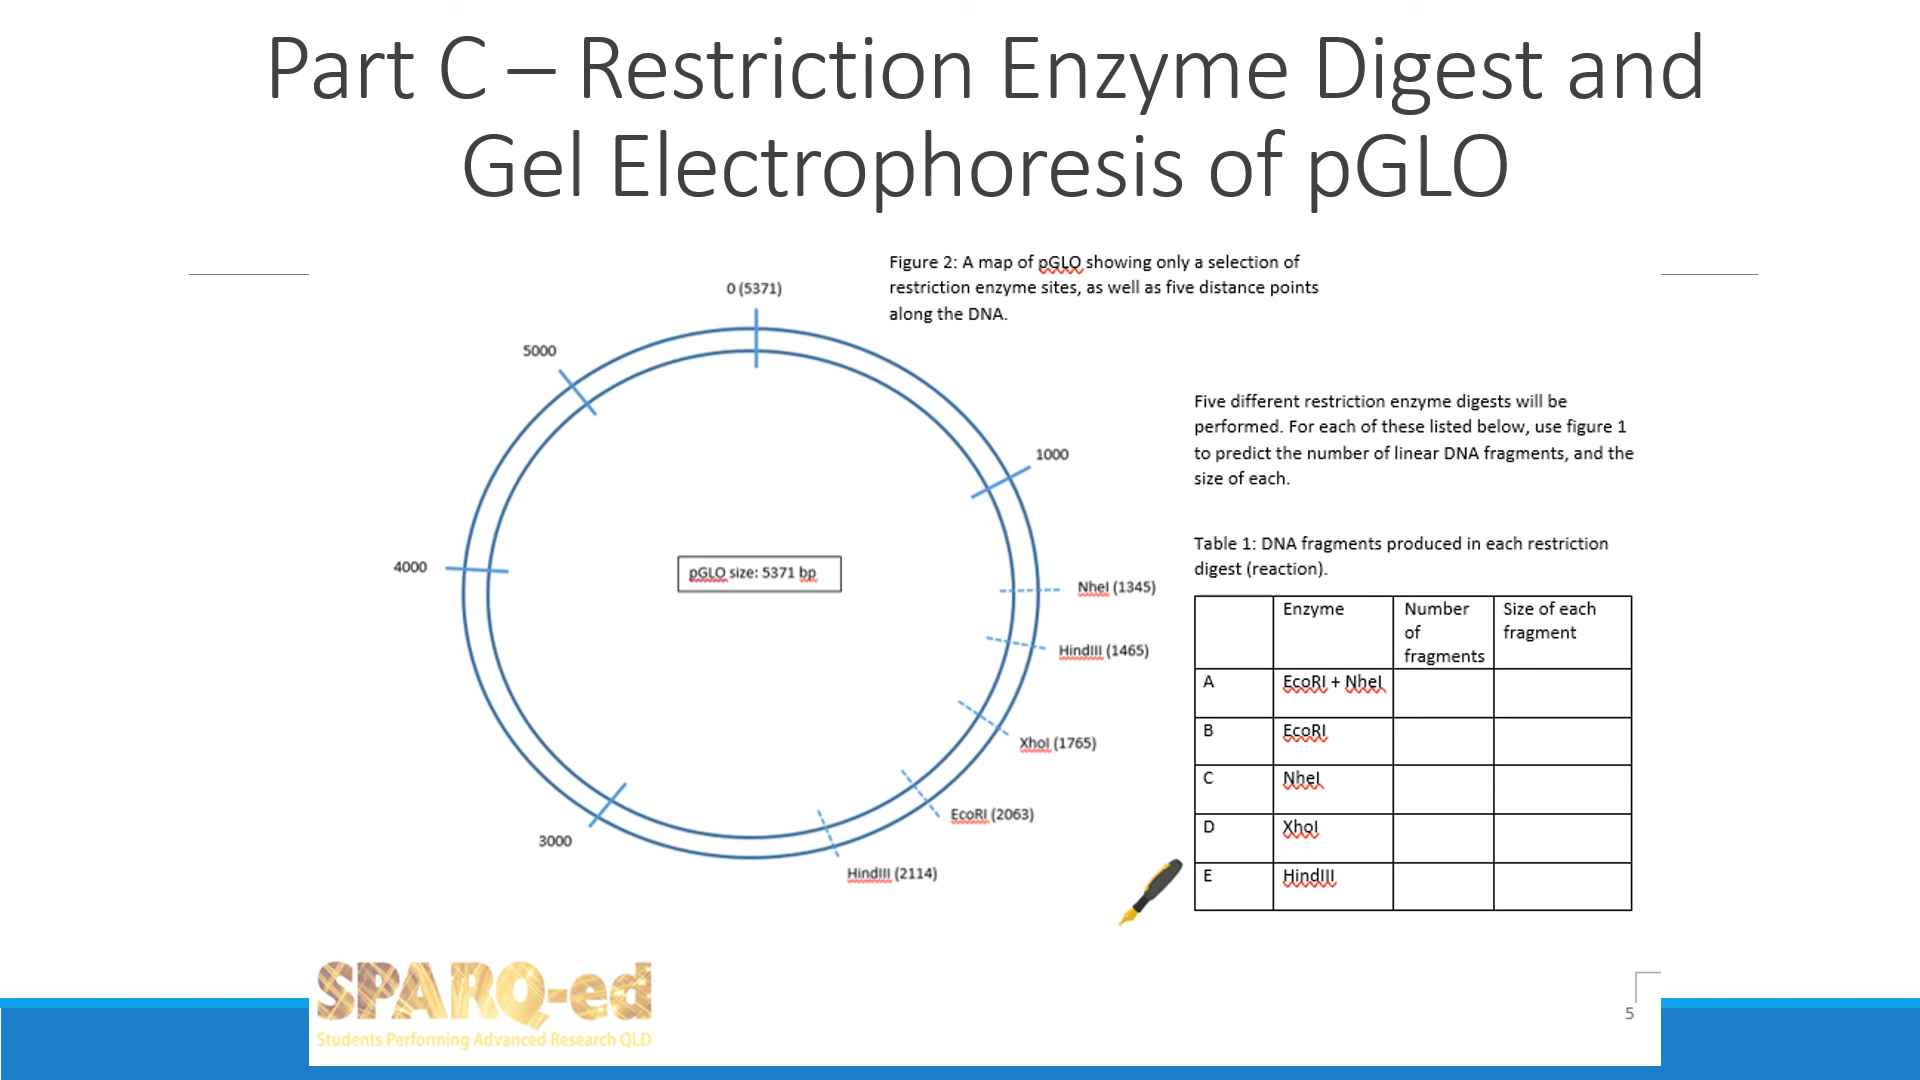 Part C – Restriction Enzyme Digest and
Gel Electrophoresis of pGLO
Figure 2: A map of pGLO showing only a selection of
restriction enzyme sites, as well as five distance points
along the DNA.
0 (5371)
5000
1000
4000
pGLO size: 5371 bp
NheI (1345)
HindIII (1465)
XhoI (1765)
EcoRI (2063)
HindIII (2114)
3000
Five different restriction enzyme digests will be
performed. For each of these listed below, use figure 1
to predict the number of linear DNA fragments, and the
size of each.
Table 1: DNA fragments produced in each restriction
digest (reaction).
Enzyme
Number
of
fragments
Size of each
fragment
A EcoRI + NheI
B EcoRI
C NheI
D XhoI
E HindIII
SPARQ-ed
Students Performing Advanced Research QLD
5